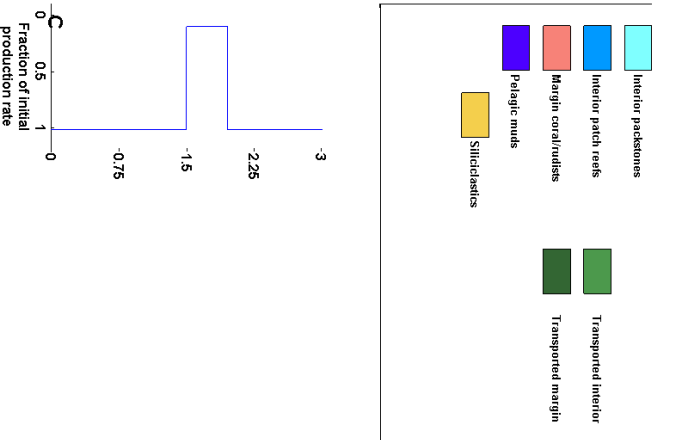 Interior packstones
Interior patch reefs
Transported interior
Margin coral/rudists
Transported margin
Pelagic muds
Siliciclastics
3
2.25
1.5
0.75
0
C
0 0.5 1
Fraction of initial
production rate